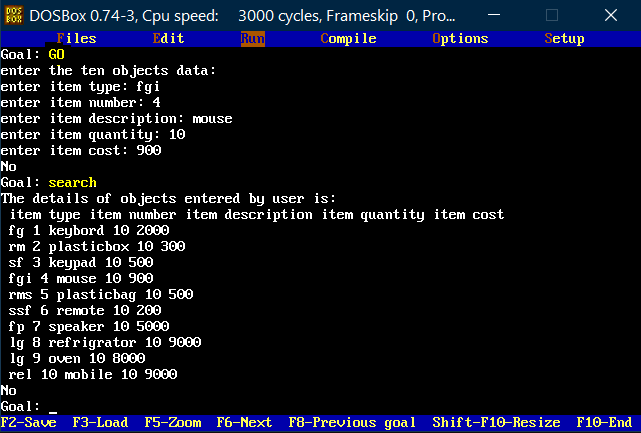 DOS
BOX
DOSBox 0.74-3, Cpu speed: 3000 cycles, Frameskip 0, Pro...
Files Edit Run Compile Options Setup
Goal: GO
enter the ten objects data:
enter item type: fgi
enter item number: 4
enter item description: mouse
enter item quantity: 10
enter item cost: 900
No
Goal: search
The details of objects entered by user is:
item type item number item description item quantity item cost
fg 1 keybord 10 2000
rm 2 plasticbox 10 300
sf 3 keypad 10 500
fgi 4 mouse 10 900
rms 5 plasticbag 10 500
ssf 6 remote 10 200
fp 7 speaker 10 5000
lg 8 refrigrator 10 9000
lg 9 oven 10 8000
rel 10 mobile 10 9000
No
Goal: _
F2-Save F3-Load F5-Zoom F6-Next F8-Previous goal Shift-F10-Resize F10-End